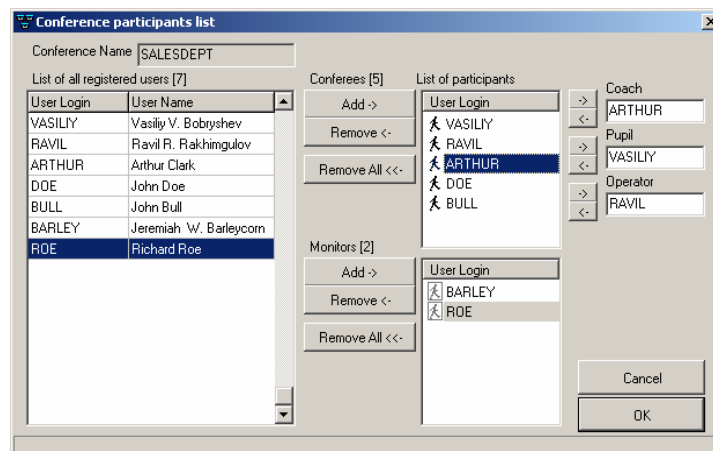 Conference participants list
Conference Name SALESDEPT
List of all registered users [7]
User Login User Name
VASILIY Vasiliy V. Bobryshev
RAVIL Ravil R. Rakhimgulov
ARTHUR Arthur Clark
DOE John Doe
BULL John Bull
BARLEY Jeremiah W. Barleycorn
ROE Richard Roe
Conferees [5]
Add ->
Remove <-
Remove All <<-
Monitors [2]
Add ->
Remove <-
Remove All <<-
List of participants
User Login
VASILIY
RAVIL
ARTHUR
DOE
BULL
User Login
BARLEY
ROE
Coach
-> ARTHUR
<-
Pupil
-> VASILIY
<-
Operator
-> RAVIL
<-
Cancel
OK